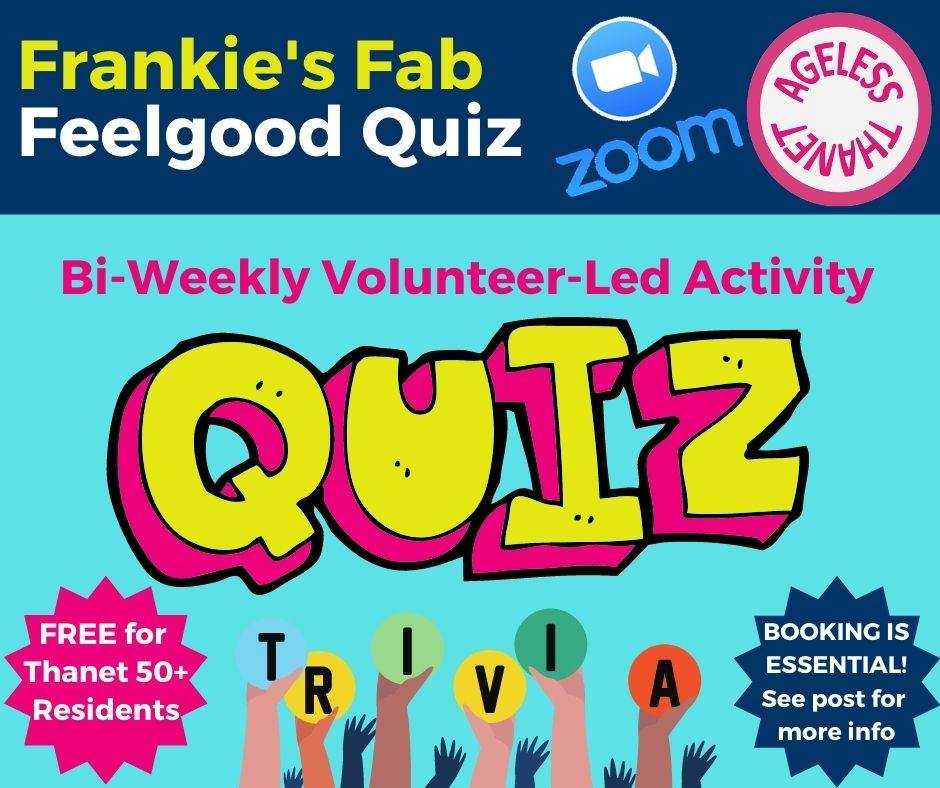 Frankie's Fab
Feelgood Quiz
zoom
AGELESS
THANET
Bi-Weekly Volunteer-Led Activity
QUIZ
FREE for
Thanet 50+
Residents
TRIVIA
BOOKING IS
ESSENTIAL!
See post for
more info